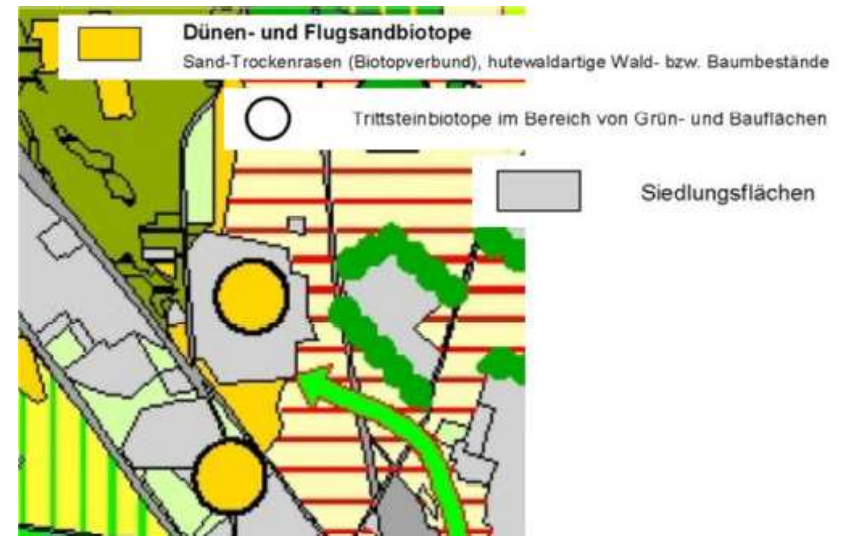 Dünen- und Flugsandbiotope
Sand-Trockenrasen (Biotopverbund), hutewaldartige Wald- bzw. Baumbestände
Trittsteinbiotope im Bereich von Grün- und Bauflächen
Siedlungsflächen